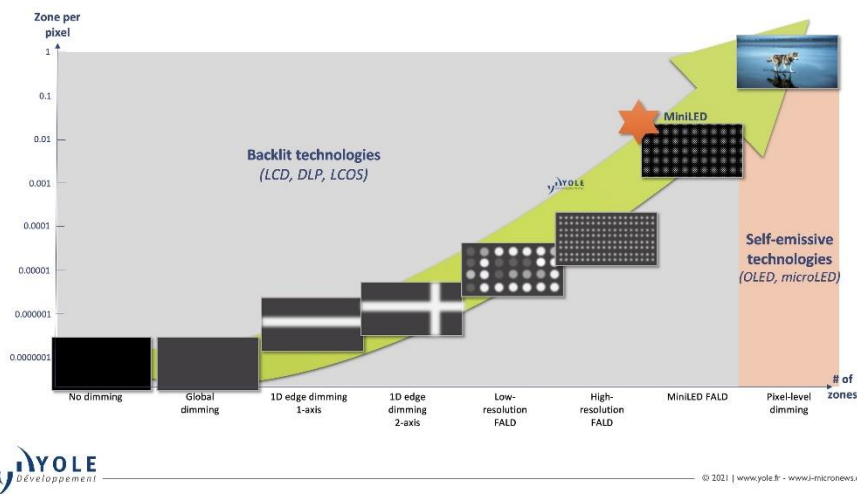 Zone per
pixel
1
0.1
0.01
0.001
0.0001
0.00001
0.000001
0.0000001
Backlit technologies
(LCD, DLP, LCOS)
MiniLED
YOLE
Self-emissive
technologies
(OLED, microLED)
# of
zones
No dimming
Global
dimming
1D edge dimming
1-axis
1D edge
dimming
2-axis
Low-
resolution
FALD
High-
resolution
FALD
MiniLED FALD
Pixel-level
dimming
YOLE
Développement
© 2021 | www.yole.fr - www.i-micronews.c